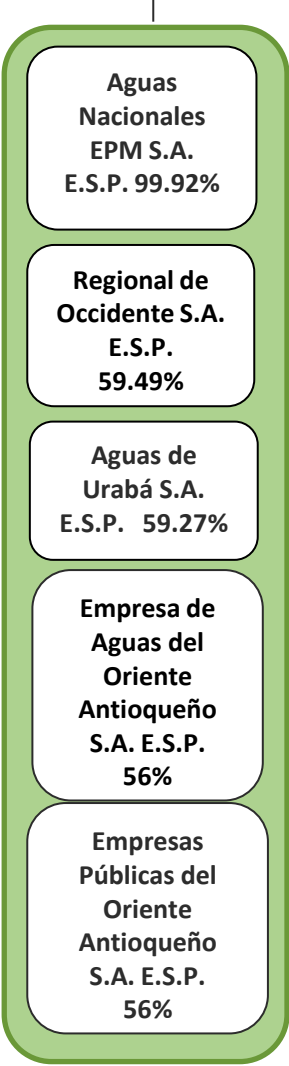 Aguas
Nacionales
EPM S.A.
E.S.P. 99.92%
Regional de
Occidente S.A.
E.S.P.
59.49%
Aguas de
Urabá S.A.
E.S.P. 59.27%
Empresa de
Aguas del
Oriente
Antioqueño
S.A. E.S.P.
56%
Empresas
Públicas del
Oriente
Antioqueño
S.A. E.S.P.
56%